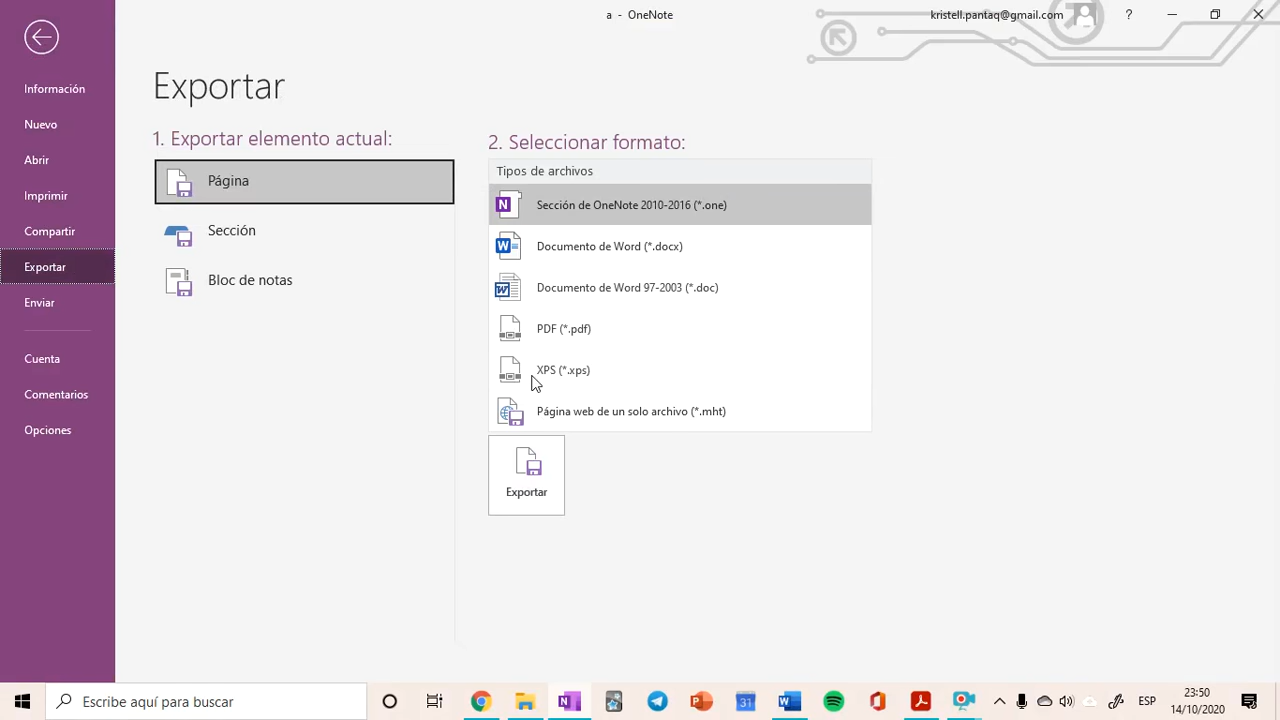 a - OneNote
kristell.pantaq@gmail.com
?
Información
Nuevo
Abrir
Imprimir
Compartir
Exportar
Enviar
Cuenta
Comentarios
Opciones
Exportar
1. Exportar elemento actual:
Página
Sección
Bloc de notas
2. Seleccionar formato:
Tipos de archivos
Sección de OneNote 2010-2016 (*.one)
Documento de Word (*.docx)
Documento de Word 97-2003 (*.doc)
PDF (*.pdf)
XPS (*.xps)
Página web de un solo archivo (*.mht)
Exportar
Escribe aquí para buscar
31
ESP
23:50
14/10/2020